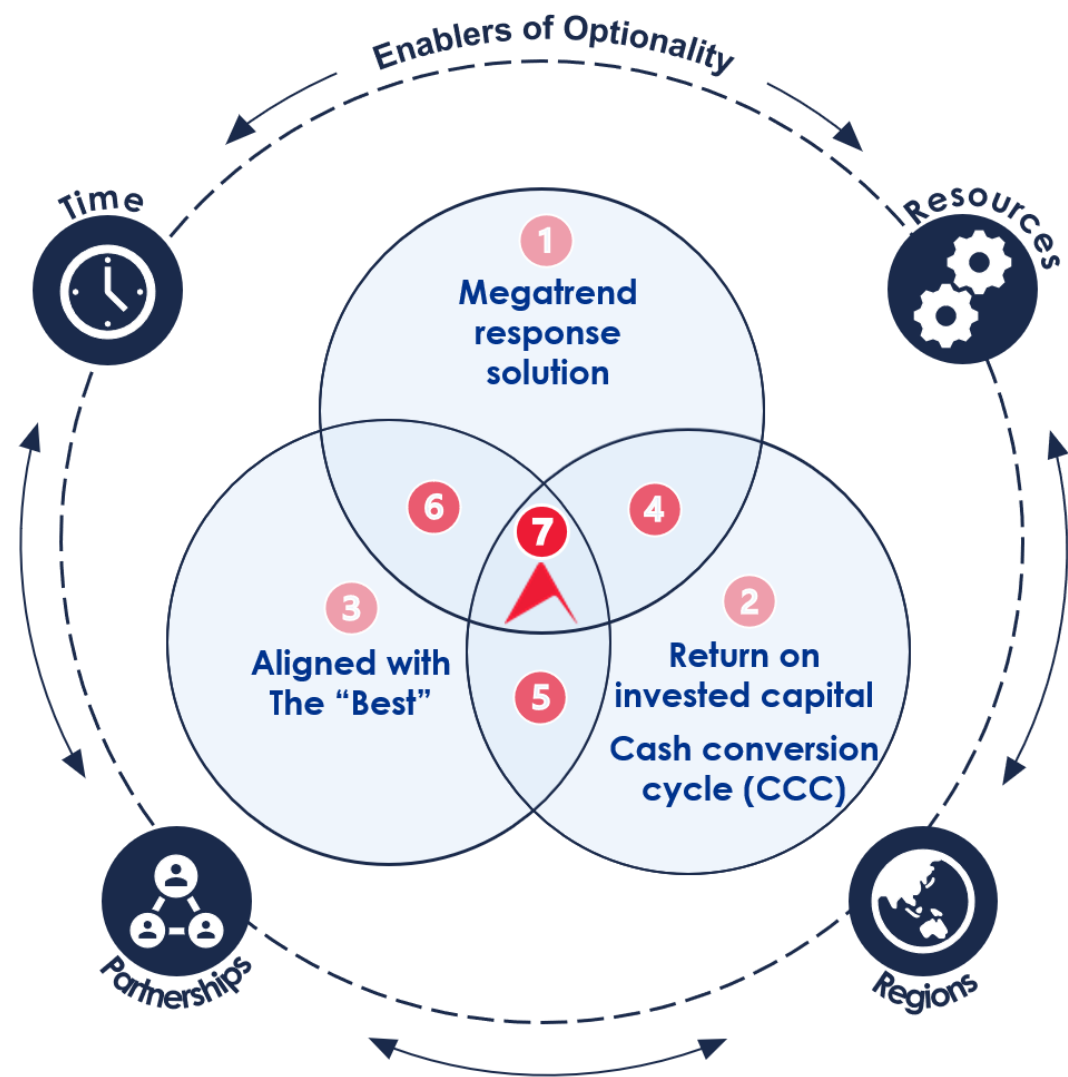 Enablers of Optionality
Time
Resources
1
Megatrend
response
solution
6
4
7
3
Aligned with
The “Best”
2
Return on
invested capital
Cash conversion
cycle (CCC)
5
Partnerships
Regions